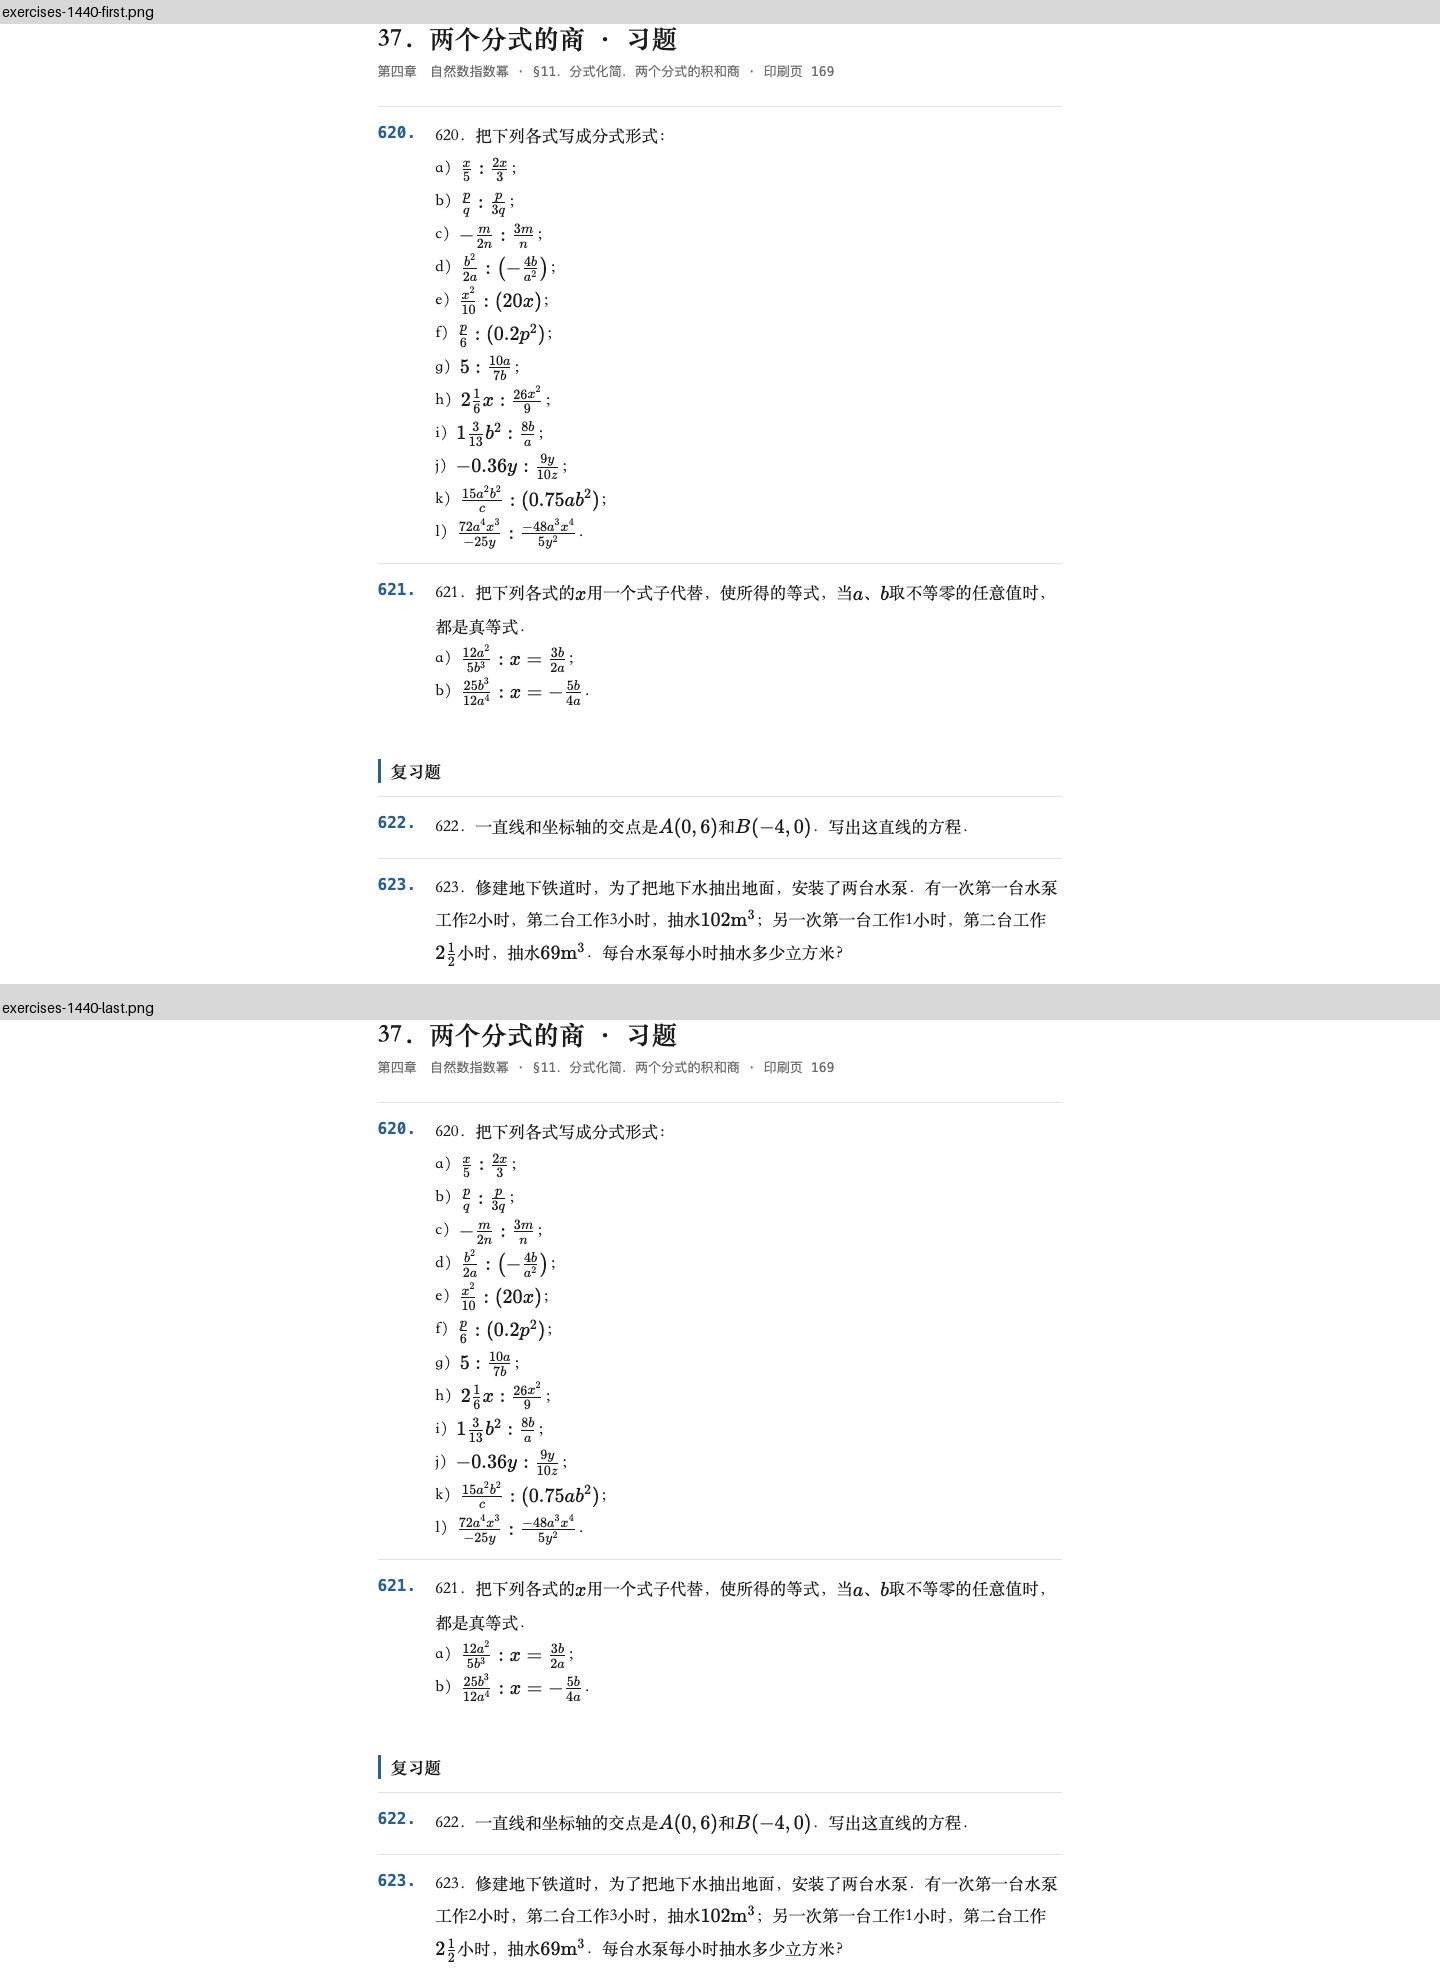 exercises-1440-first.png
37. 两个分式的商 · 习题
第四章 自然数指数幂 · §11. 分式化简. 两个分式的积和商 · 印刷页 169
620. 620. 把下列各式写成分式形式:
a) x/5 : 2x/3;
b) p/q : p/3q;
c) −m/2n : 3m/n;
d) b²/2a : (−4b/a²);
e) x²/10 : (20x);
f) p/6 : (0.2p²);
g) 5 : 10a/7b;
h) 2 1/6 x : 26x²/9;
i) 1 3/13 b² : 8b/a;
j) −0.36y : 9y/10z;
k) 15a²b²/c : (0.75ab²);
l) 72a⁴x³/−25y : −48a³x⁴/5y².
621. 621. 把下列各式的x用一个式子代替, 使所得的等式, 当a、b取不等零的任意值时,
都是真等式.
a) 12a²/5b³ : x = 3b/2a;
b) 25b³/12a⁴ : x = −5b/4a.
复习题
622. 622. 一直线和坐标轴的交点是A(0, 6)和B(−4, 0). 写出这直线的方程.
623. 623. 修建地下铁道时, 为了把地下水抽出地面, 安装了两台水泵. 有一次第一台水泵
工作2小时, 第二台工作3小时, 抽水102m³; 另一次第一台工作1小时, 第二台工作
2 1/2小时, 抽水69m³. 每台水泵每小时抽水多少立方米?
exercises-1440-last.png
37. 两个分式的商 · 习题
第四章 自然数指数幂 · §11. 分式化简. 两个分式的积和商 · 印刷页 169
620. 620. 把下列各式写成分式形式:
a) x/5 : 2x/3;
b) p/q : p/3q;
c) −m/2n : 3m/n;
d) b²/2a : (−4b/a²);
e) x²/10 : (20x);
f) p/6 : (0.2p²);
g) 5 : 10a/7b;
h) 2 1/6 x : 26x²/9;
i) 1 3/13 b² : 8b/a;
j) −0.36y : 9y/10z;
k) 15a²b²/c : (0.75ab²);
l) 72a⁴x³/−25y : −48a³x⁴/5y².
621. 621. 把下列各式的x用一个式子代替, 使所得的等式, 当a、b取不等零的任意值时,
都是真等式.
a) 12a²/5b³ : x = 3b/2a;
b) 25b³/12a⁴ : x = −5b/4a.
复习题
622. 622. 一直线和坐标轴的交点是A(0, 6)和B(−4, 0). 写出这直线的方程.
623. 623. 修建地下铁道时, 为了把地下水抽出地面, 安装了两台水泵. 有一次第一台水泵
工作2小时, 第二台工作3小时, 抽水102m³; 另一次第一台工作1小时, 第二台工作
2 1/2小时, 抽水69m³. 每台水泵每小时抽水多少立方米?